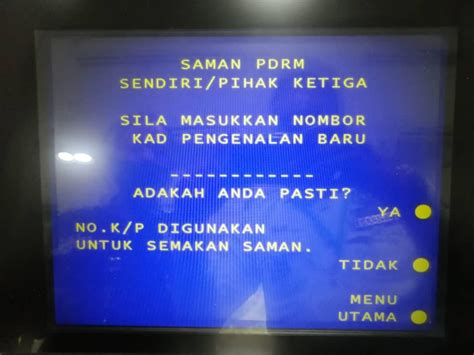 SAMAN PDRM
SENDIRI/PIHAK KETIGA
SILA MASUKKAN NOMBOR
KAD PENGENALAN BARU
------------
ADAKAH ANDA PASTI?
YA
NO.K/P DIGUNAKAN
UNTUK SEMAKAN SAMAN.
TIDAK
MENU
UTAMA